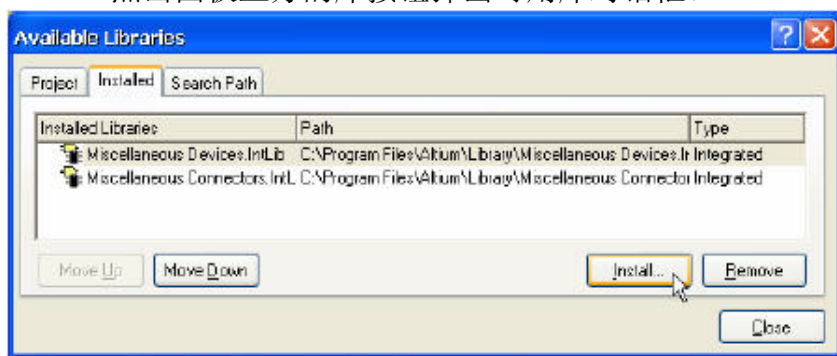 Available Libraries
Project Installed Search Path
Installed Libraries Path Type
Miscellaneous Devices.IntLib C:\Program Files\Altium\Library\Miscellaneous Devices.Ir Integrated
Miscellaneous Connectors.IntL C:\Program Files\Altium\Library\Miscellaneous Connector Integrated
Move Up Move Down Install... Remove
Close